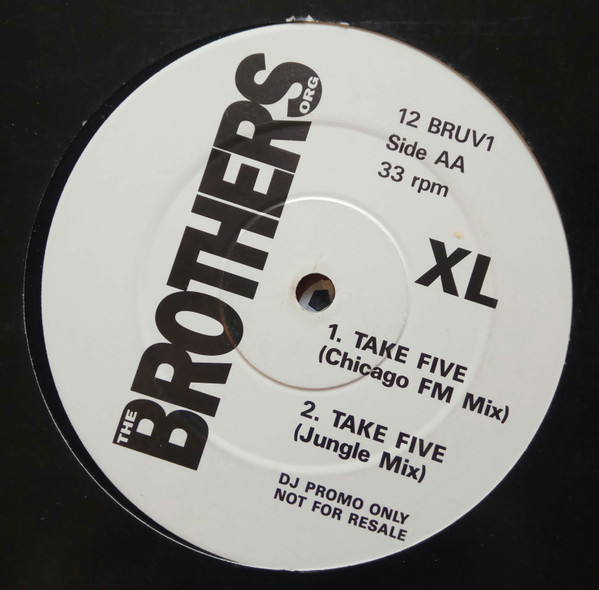 THE
BROTHERS
ORG
12 BRUV1
Side AA
33 rpm
XL
1. TAKE FIVE
(Chicago FM Mix)
2. TAKE FIVE
(Jungle Mix)
DJ PROMO ONLY
NOT FOR RESALE